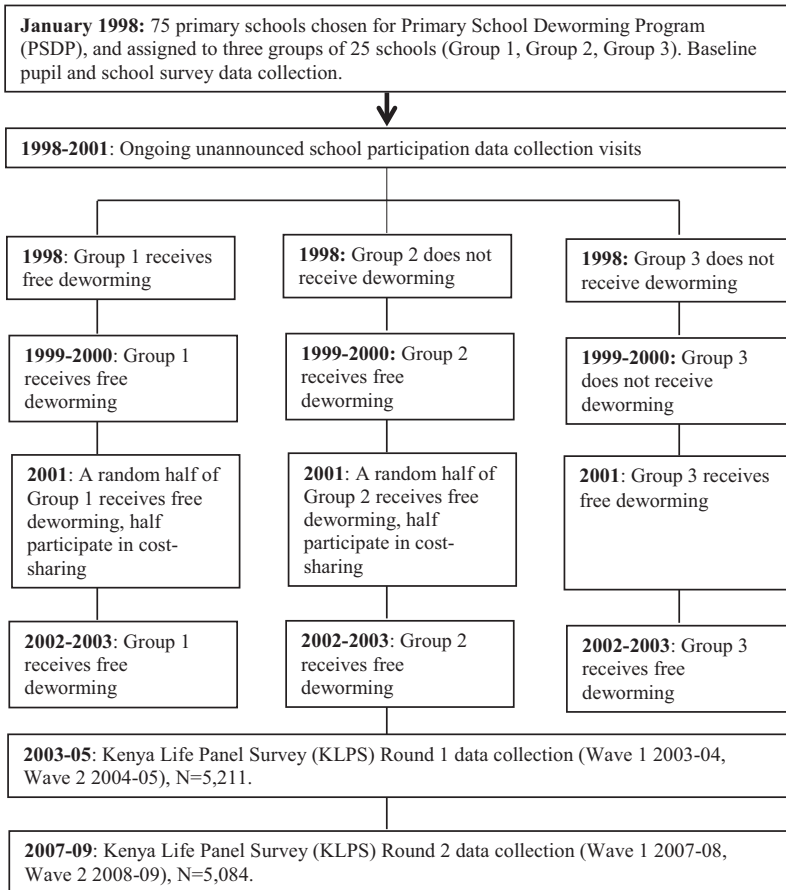 January 1998: 75 primary schools chosen for Primary School Deworming Program
(PSDP), and assigned to three groups of 25 schools (Group 1, Group 2, Group 3). Baseline
pupil and school survey data collection.
1998-2001: Ongoing unannounced school participation data collection visits
1998: Group 1 receives
free deworming
1998: Group 2 does not
receive deworming
1998: Group 3 does not
receive deworming
1999-2000: Group 1
receives free
deworming
1999-2000: Group 2
receives free
deworming
1999-2000: Group 3
does not receive
deworming
2001: A random half of
Group 1 receives free
deworming, half
participate in cost-
sharing
2001: A random half of
Group 2 receives free
deworming, half
participate in cost-
sharing
2001: Group 3 receives
free deworming
2002-2003: Group 1
receives free
deworming
2002-2003: Group 2
receives free
deworming
2002-2003: Group 3
receives free
deworming
2003-05: Kenya Life Panel Survey (KLPS) Round 1 data collection (Wave 1 2003-04,
Wave 2 2004-05), N=5,211.
2007-09: Kenya Life Panel Survey (KLPS) Round 2 data collection (Wave 1 2007-08,
Wave 2 2008-09), N=5,084.